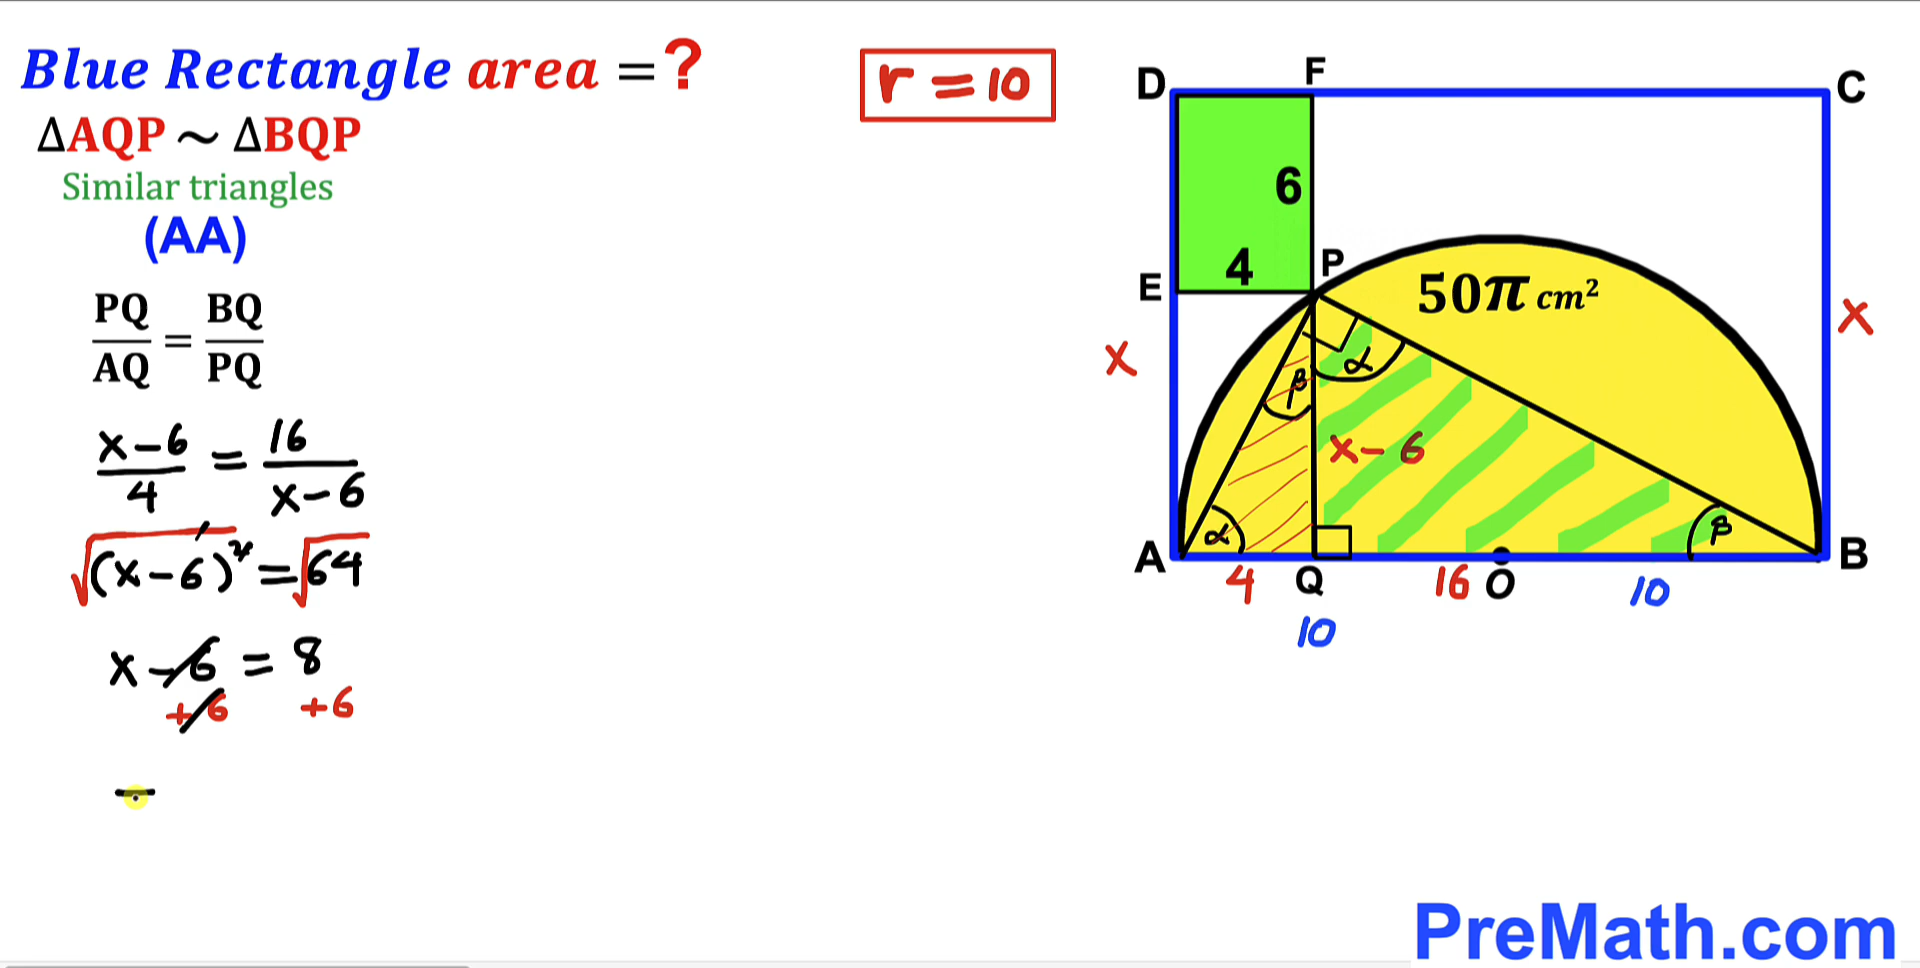 Blue Rectangle area = ?
ΔAQP ~ ΔBQP
Similar triangles
(AA)
PQ/AQ = BQ/PQ
x-6/4 = 16/x-6
√(x-6)² = √64
x-6 = 8
+6 +6
r = 10
D F C
6
4 P
E
50π cm²
x x
β α
x-6
α β
A B
4 Q 16 O 10
10
PreMath.com